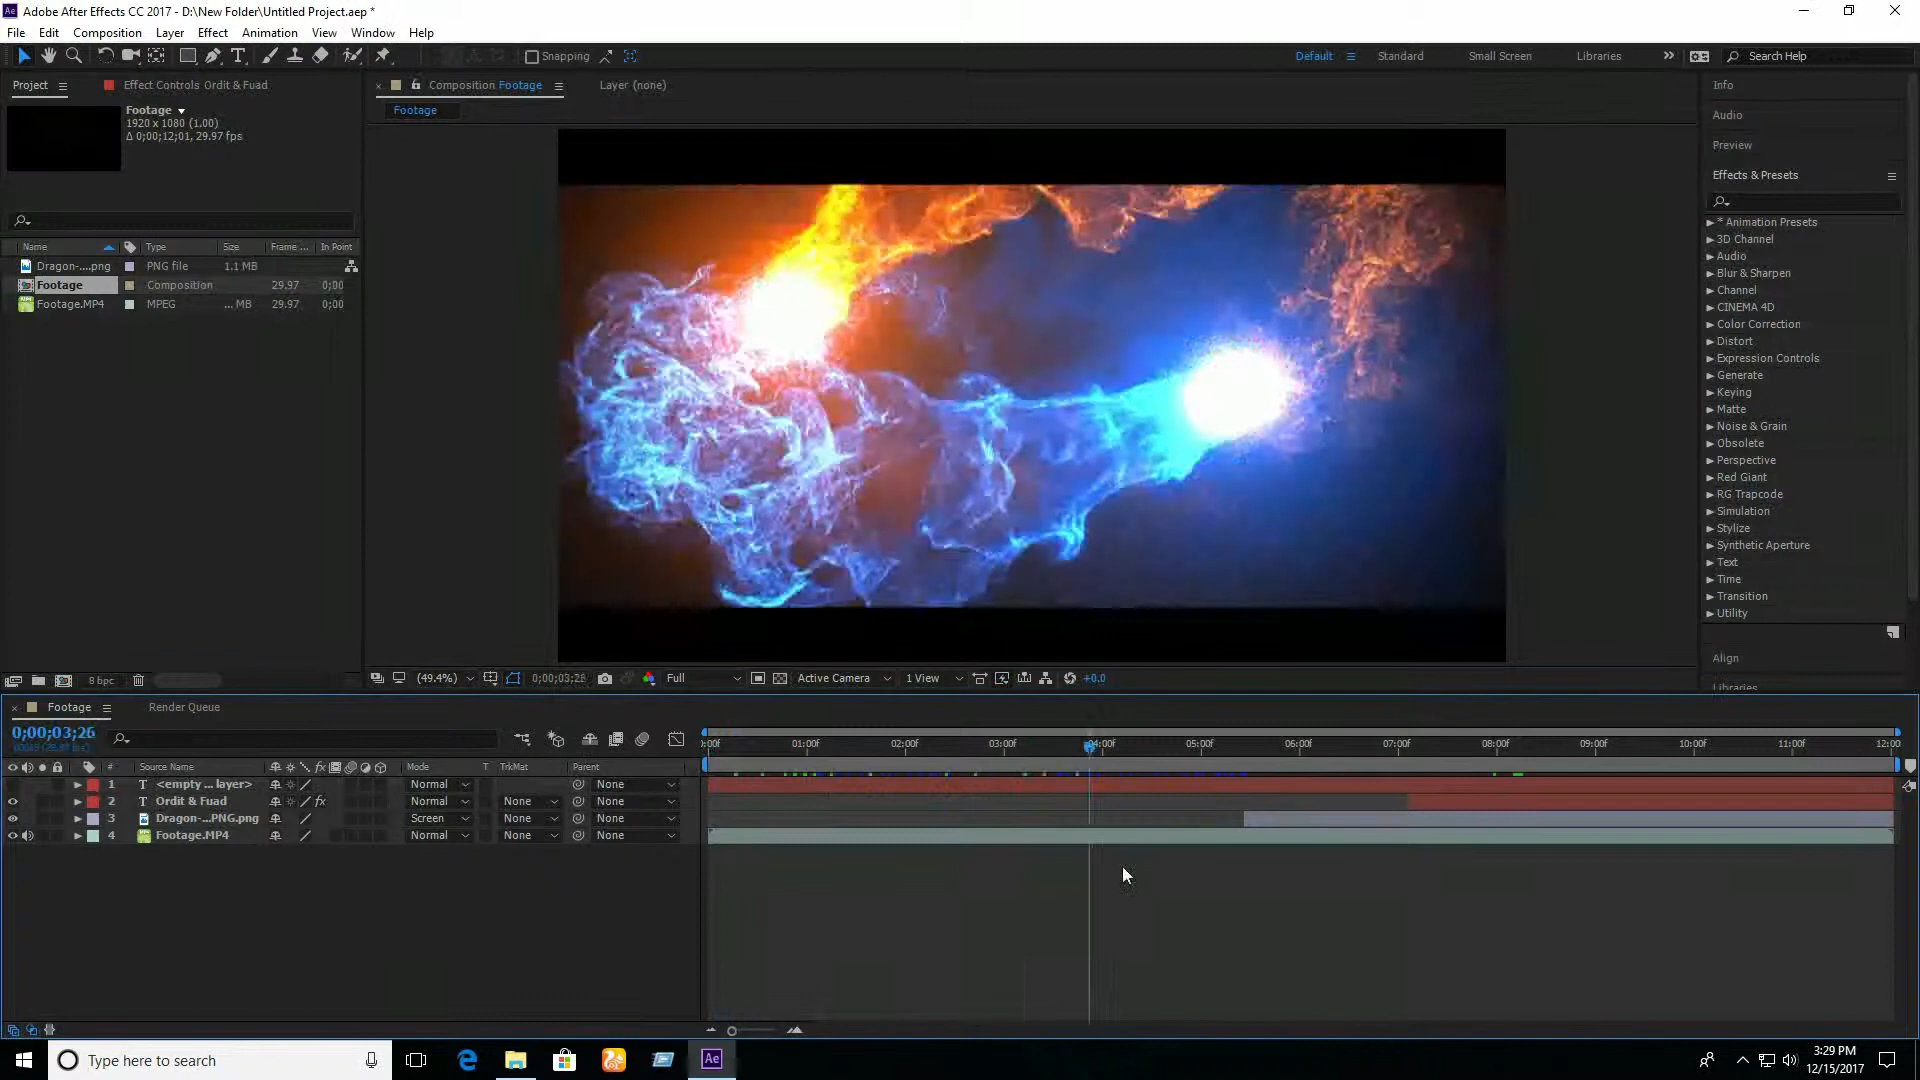 Adobe After Effects CC 2017 - D:\New Folder\Untitled Project.aep *
File Edit Composition Layer Effect Animation View Window Help
Snapping
Default Standard Small Screen Libraries Search Help
Project Effect Controls Ordit & Fuad
Composition Footage Layer (none)
Footage
Footage
1920 x 1080 (1.00)
Δ 0;00;12;01, 29.97 fps
Name Type Size Frame ... In Point
Dragon-....png PNG file 1.1 MB
Footage Composition 29.97 0;00
Footage.MP4 MPEG ... MB 29.97 0;00
8 bpc
(49.4%) 0;00;03;26 Full Active Camera 1 View +0.0
Info
Audio
Preview
Effects & Presets
* Animation Presets
3D Channel
Audio
Blur & Sharpen
Channel
CINEMA 4D
Color Correction
Distort
Expression Controls
Generate
Keying
Matte
Noise & Grain
Obsolete
Perspective
Red Giant
RG Trapcode
Simulation
Stylize
Synthetic Aperture
Text
Time
Transition
Utility
Align
Libraries
Footage Render Queue
0;00;03;26
:00f 01:00f 02:00f 03:00f 04:00f 05:00f 06:00f 07:00f 08:00f 09:00f 10:00f 11:00f 12:00
# Source Name fx Mode T TrkMat Parent
1 T <empty ... layer> Normal None
2 T Ordit & Fuad fx Normal None None
3 Dragon-...PNG.png Screen None None
4 Footage.MP4 Normal None None
Type here to search
Ae
3:29 PM
12/15/2017